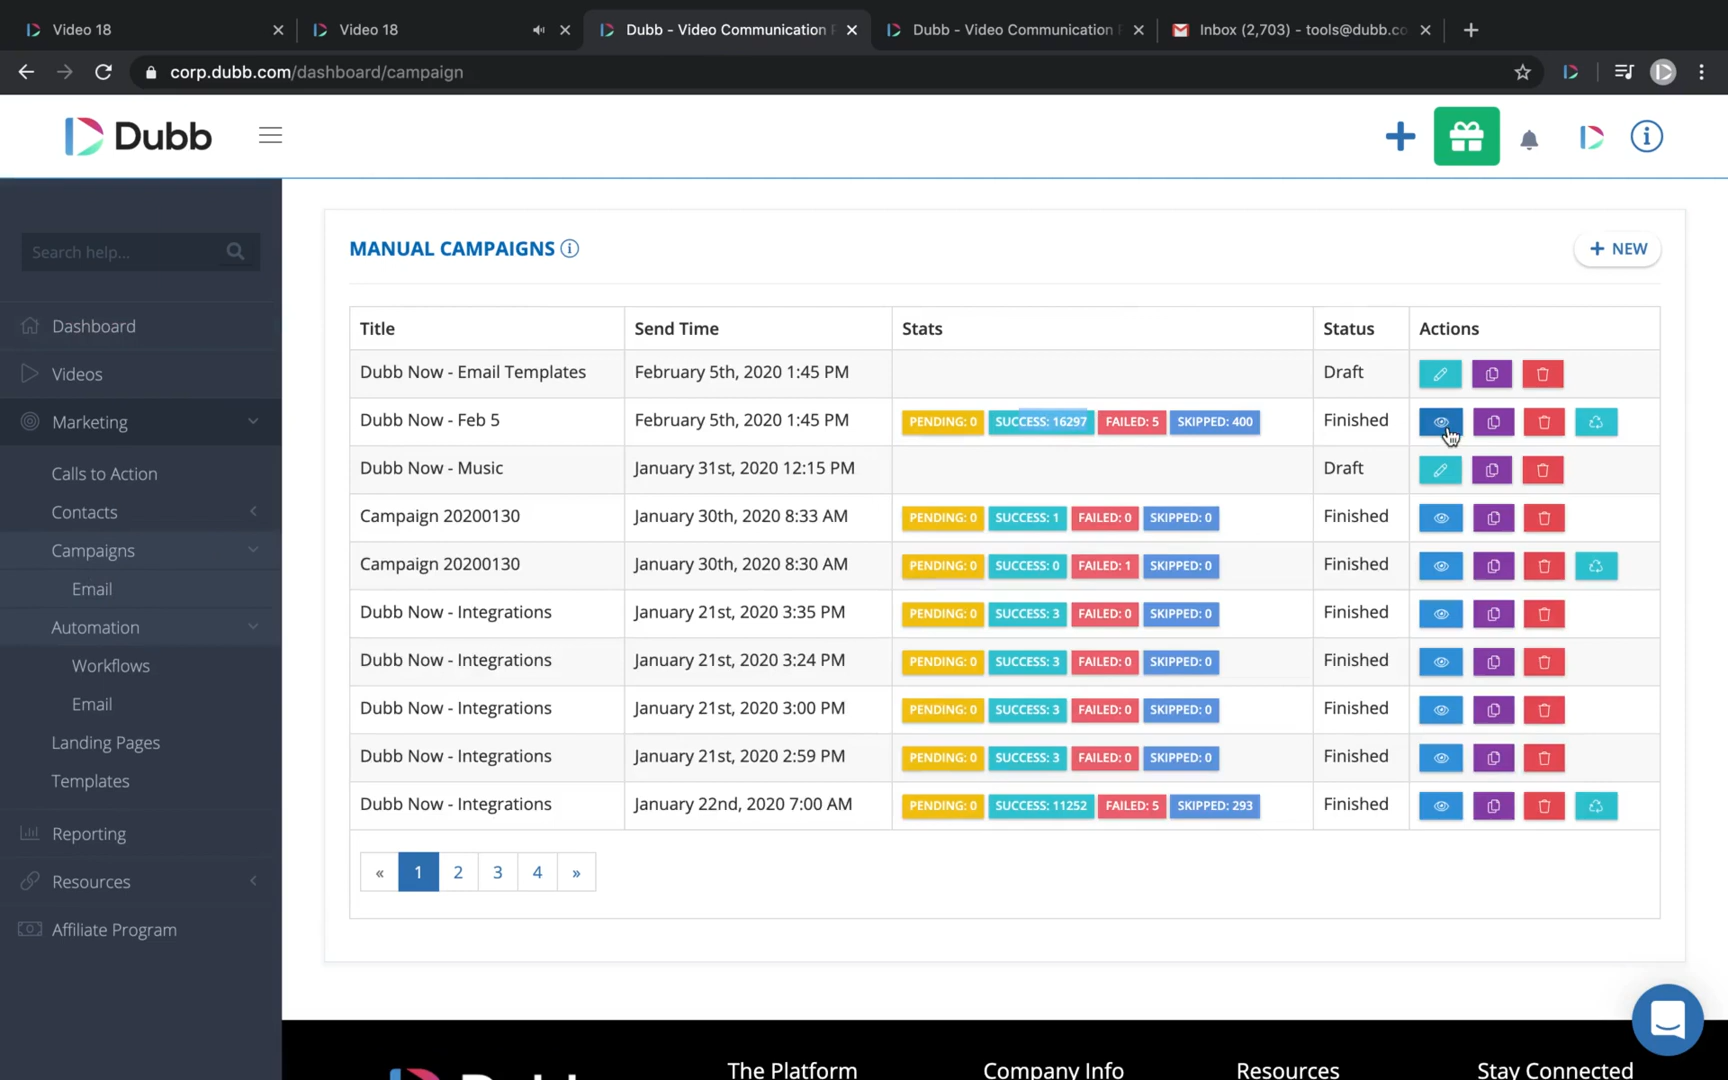 Video 18
Video 18
Dubb - Video Communication
Dubb - Video Communication
Inbox (2,703) - tools@dubb.co
corp.dubb.com/dashboard/campaign
Dubb
Search help...
Dashboard
Videos
Marketing
Calls to Action
Contacts
Campaigns
Email
Automation
Workflows
Email
Landing Pages
Templates
Reporting
Resources
Affiliate Program
MANUAL CAMPAIGNS
+ NEW
Title Send Time Stats Status Actions
Dubb Now - Email Templates February 5th, 2020 1:45 PM Draft
Dubb Now - Feb 5 February 5th, 2020 1:45 PM PENDING: 0 SUCCESS: 16297 FAILED: 5 SKIPPED: 400 Finished
Dubb Now - Music January 31st, 2020 12:15 PM Draft
Campaign 20200130 January 30th, 2020 8:33 AM PENDING: 0 SUCCESS: 1 FAILED: 0 SKIPPED: 0 Finished
Campaign 20200130 January 30th, 2020 8:30 AM PENDING: 0 SUCCESS: 0 FAILED: 1 SKIPPED: 0 Finished
Dubb Now - Integrations January 21st, 2020 3:35 PM PENDING: 0 SUCCESS: 3 FAILED: 0 SKIPPED: 0 Finished
Dubb Now - Integrations January 21st, 2020 3:24 PM PENDING: 0 SUCCESS: 3 FAILED: 0 SKIPPED: 0 Finished
Dubb Now - Integrations January 21st, 2020 3:00 PM PENDING: 0 SUCCESS: 3 FAILED: 0 SKIPPED: 0 Finished
Dubb Now - Integrations January 21st, 2020 2:59 PM PENDING: 0 SUCCESS: 3 FAILED: 0 SKIPPED: 0 Finished
Dubb Now - Integrations January 22nd, 2020 7:00 AM PENDING: 0 SUCCESS: 11252 FAILED: 5 SKIPPED: 293 Finished
« 1 2 3 4 »
Dubb The Platform Company Info Resources Stay Connected